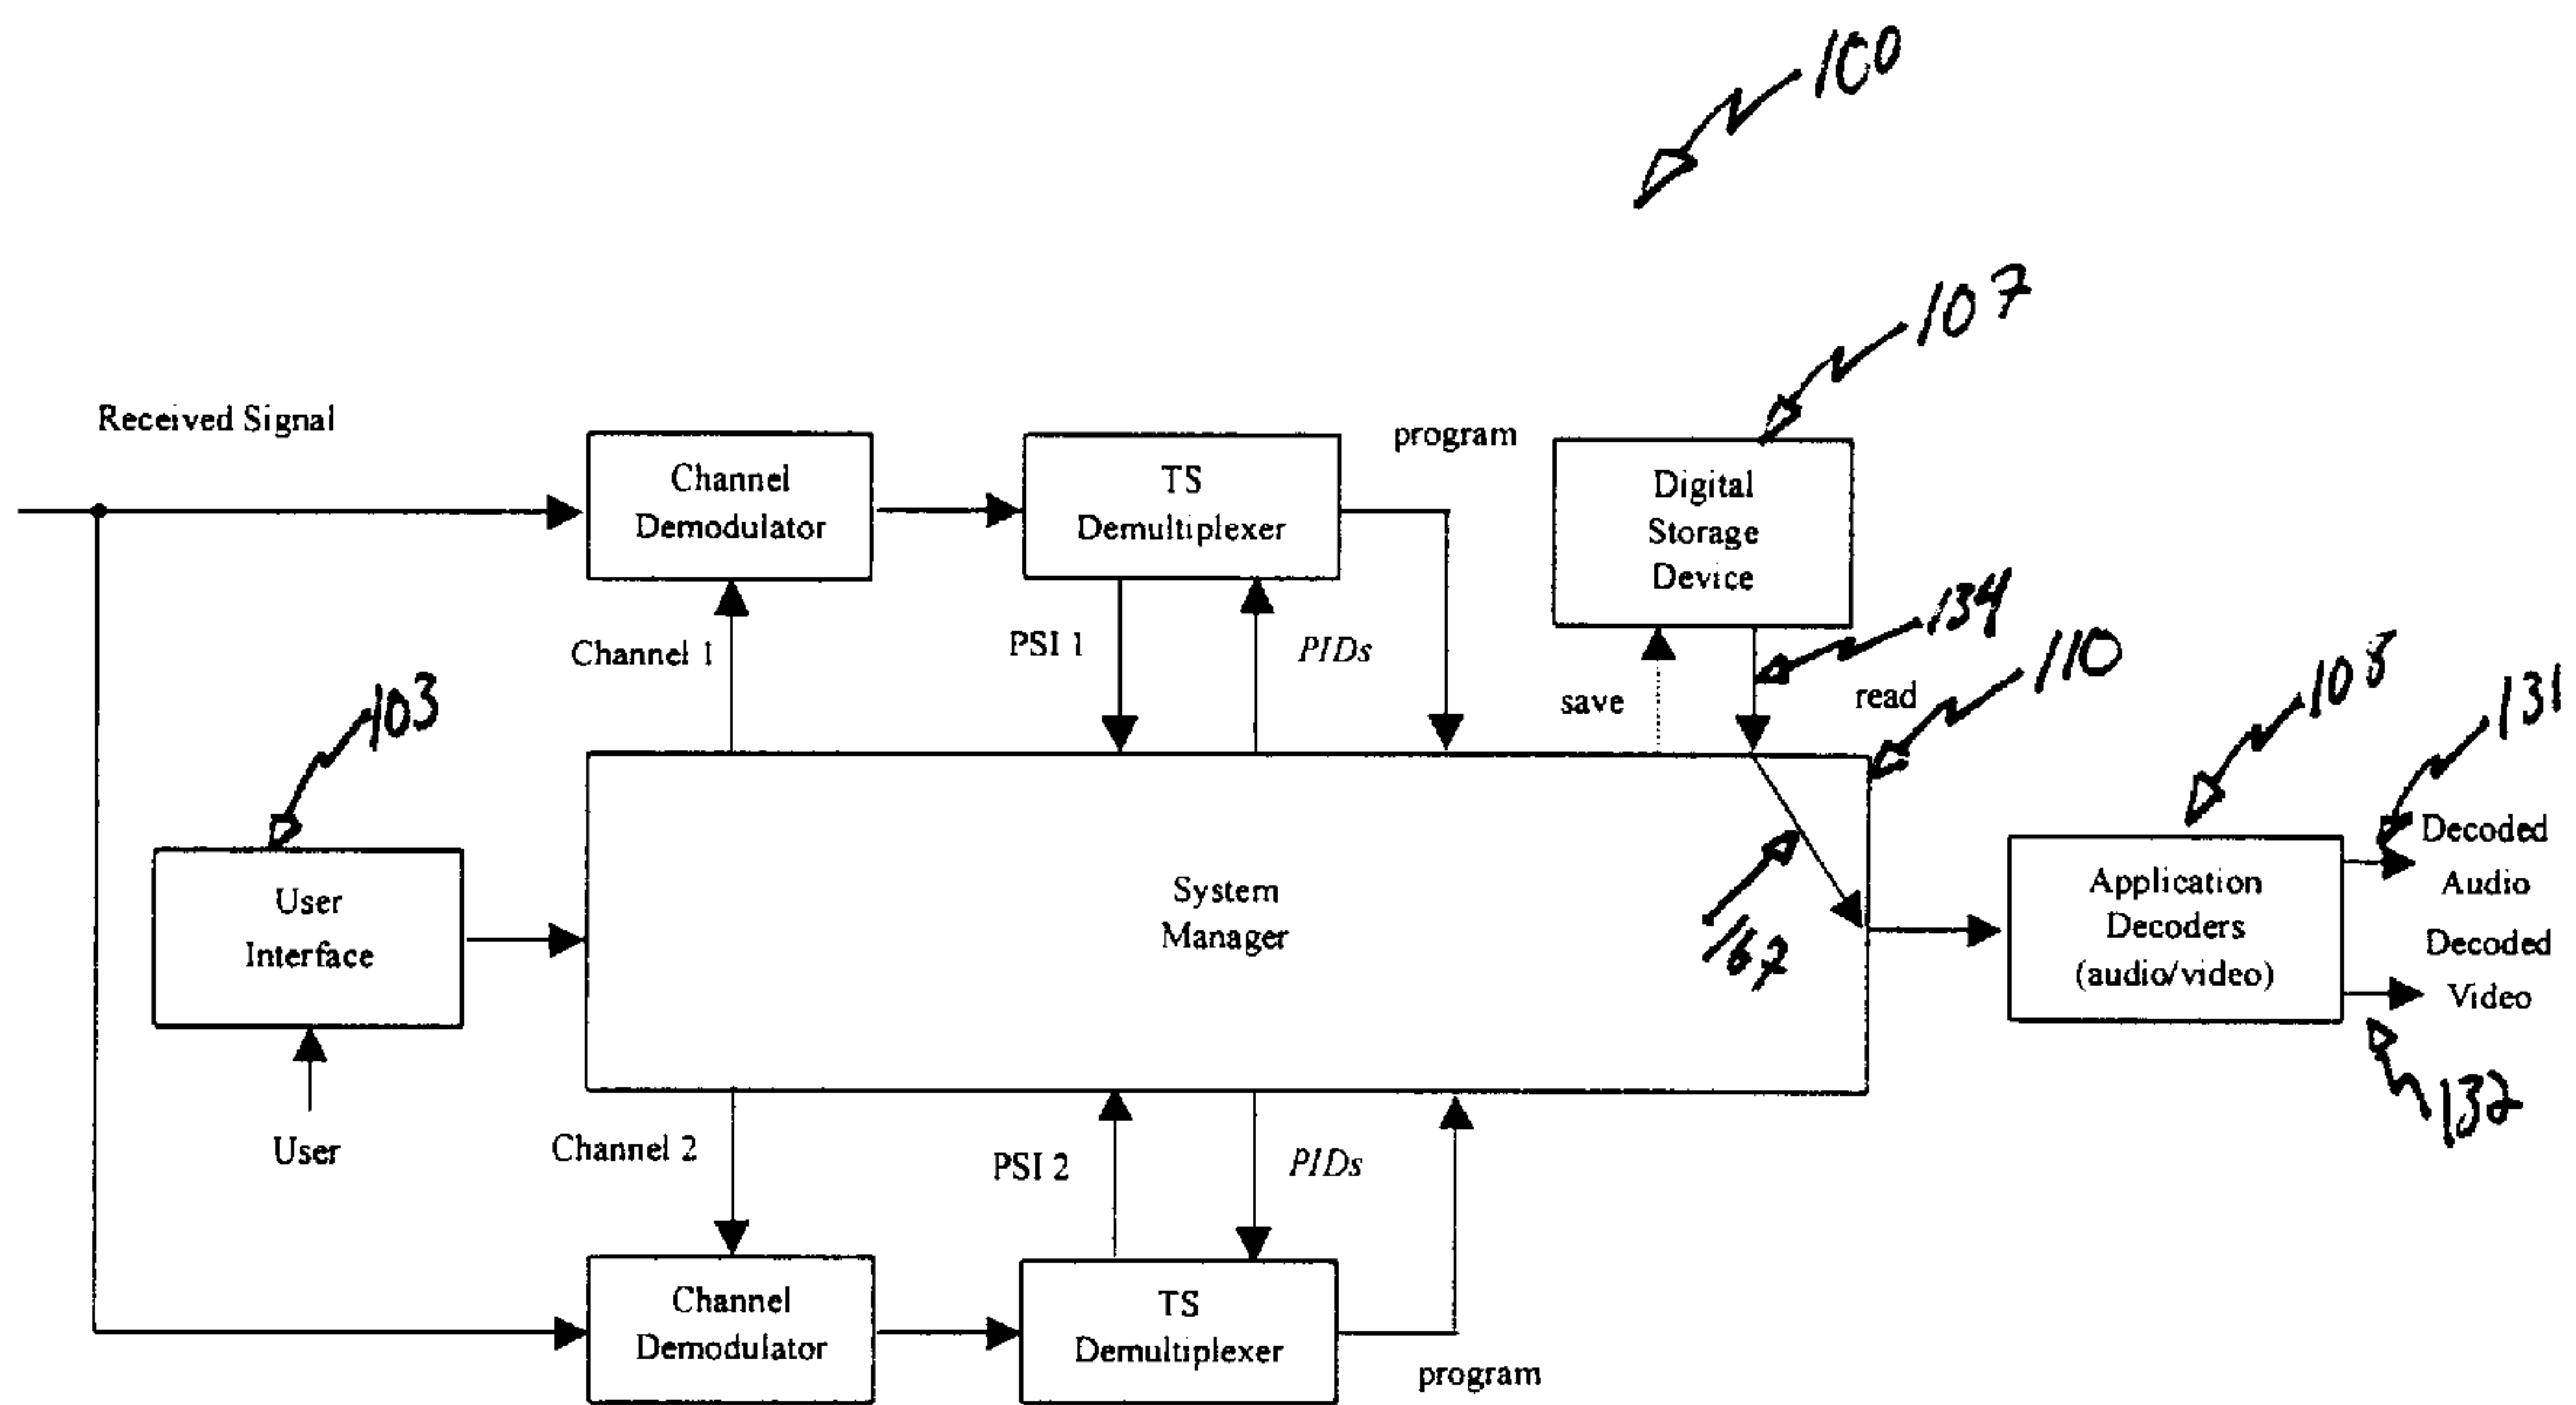 100
107
Received Signal
Channel
Demodulator
TS
Demultiplexer
program
Digital
Storage
Device
134
110
Channel 1
PSI 1
PIDs
save
read
103
108
131
User
Interface
System
Manager
167
Application
Decoders
(audio/video)
Decoded
Audio
Decoded
Video
132
User
Channel 2
PSI 2
PIDs
Channel
Demodulator
TS
Demultiplexer
program